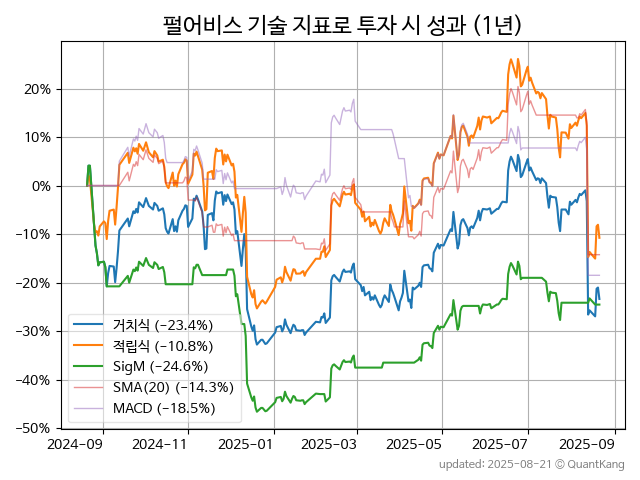 펄어비스 기술 지표로 투자 시 성과 (1년)
20%
10%
0%
−10%
−20%
−30%
−40%
−50%
거치식 (−23.4%)
적립식 (−10.8%)
SigM (−24.6%)
SMA(20) (−14.3%)
MACD (−18.5%)
2024-09
2024-11
2025-01
2025-03
2025-05
2025-07
2025-09
updated: 2025-08-21 © QuantKang